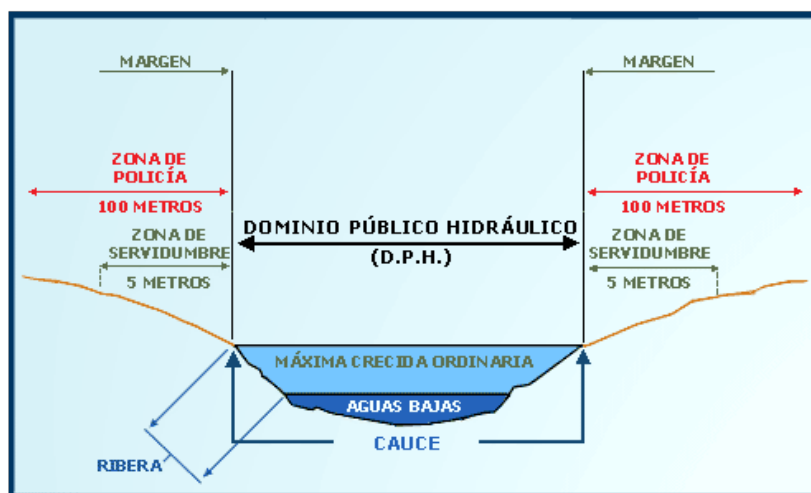 MARGEN
MARGEN
ZONA DE
POLICÍA
100 METROS
ZONA DE
POLICÍA
100 METROS
DOMINIO PÚBLICO HIDRÁULICO
(D.P.H.)
ZONA DE
SERVIDUMBRE
5 METROS
ZONA DE
SERVIDUMBRE
5 METROS
MÁXIMA CRECIDA ORDINARIA
AGUAS BAJAS
CAUCE
RIBERA